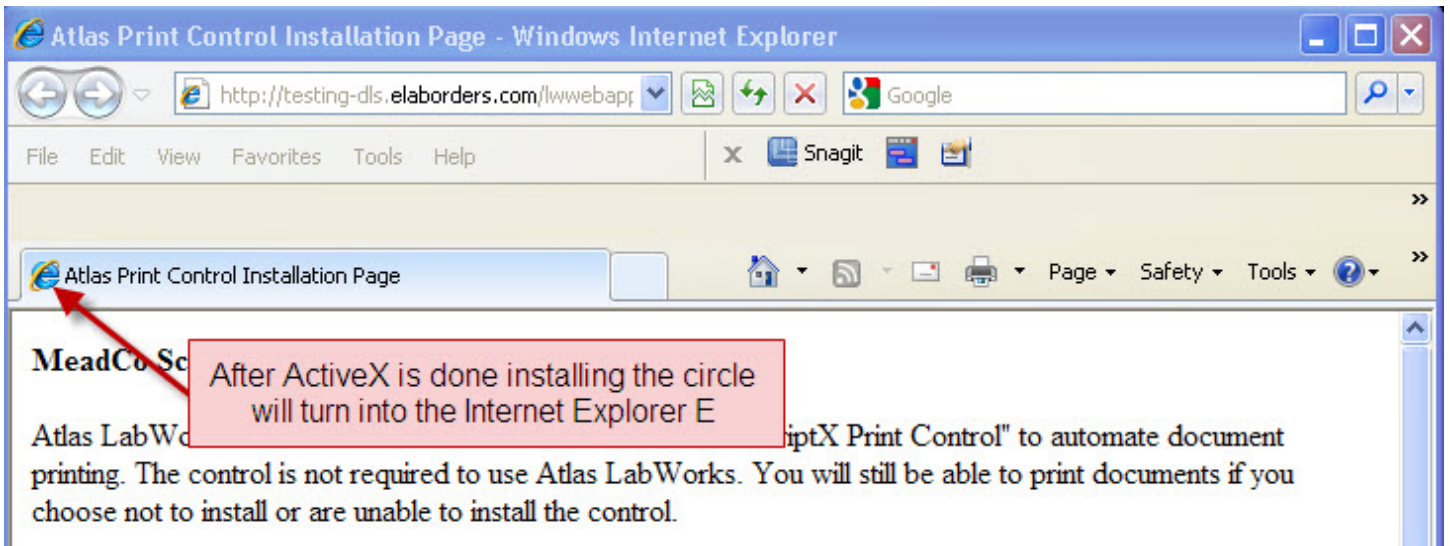 Atlas Print Control Installation Page - Windows Internet Explorer
http://testing-dls.elaborders.com/lwwebapp Google
File Edit View Favorites Tools Help x Snagit
»
Atlas Print Control Installation Page Page Safety Tools »
MeadCo Sc
After ActiveX is done installing the circle
will turn into the Internet Explorer E
Atlas LabWo riptX Print Control" to automate document
printing. The control is not required to use Atlas LabWorks. You will still be able to print documents if you
choose not to install or are unable to install the control.